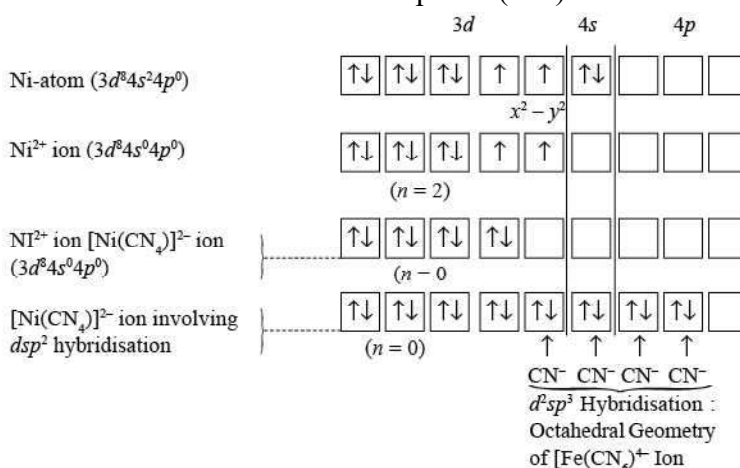 3d 4s 4p
Ni-atom (3d⁸4s²4p⁰) ↑↓ ↑↓ ↑↓ ↑ ↑ ↑↓
x² – y²
Ni²⁺ ion (3d⁸4s⁰4p⁰) ↑↓ ↑↓ ↑↓ ↑ ↑
(n = 2)
NI²⁺ ion [Ni(CN₄)]²⁻ ion ↑↓ ↑↓ ↑↓ ↑↓
(3d⁸4s⁰4p⁰)
(n – 0
[Ni(CN₄)]²⁻ ion involving ↑↓ ↑↓ ↑↓ ↑↓ ↑↓ ↑↓ ↑↓ ↑↓
dsp² hybridisation
(n = 0) ↑ ↑ ↑ ↑
CN⁻ CN⁻ CN⁻ CN⁻
d²sp³ Hybridisation :
Octahedral Geometry
of [Fe(CN₆)⁴⁻ Ion